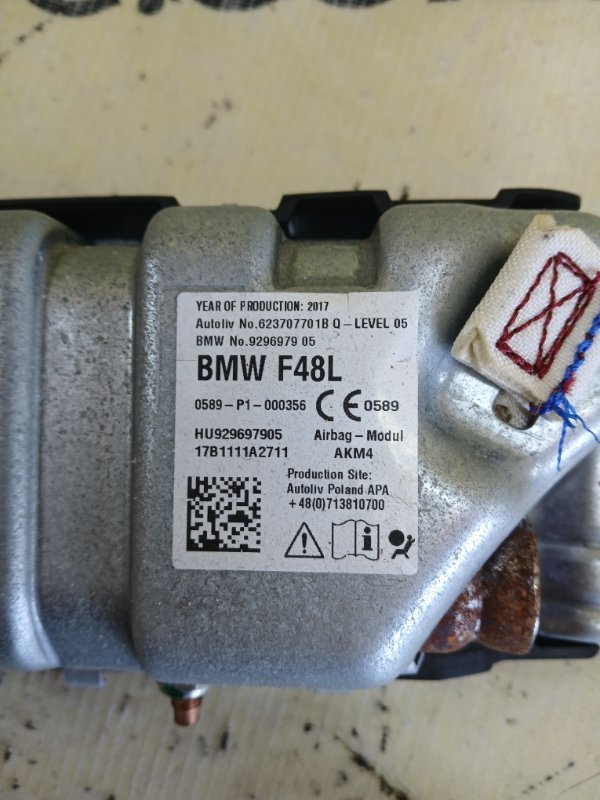 YEAR OF PRODUCTION: 2017
Autoliv No.623707701B Q-LEVEL 05
BMW No.9296979 05
BMW F48L
0589-P1-000356 CE 0589
HU929697905 Airbag-Modul
17B1111A2711 AKM4
Production Site:
Autoliv Poland APA
+48(0)713810700